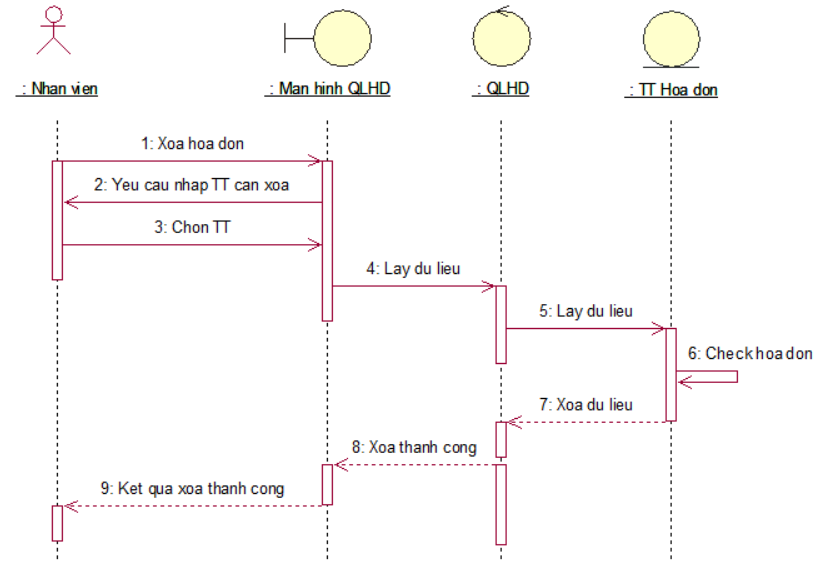 : Nhan vien
: Man hinh QLHD
: QLHD
: TT Hoa don
1: Xoa hoa don
2: Yeu cau nhap TT can xoa
3: Chon TT
4: Lay du lieu
5: Lay du lieu
6: Check hoa don
7: Xoa du lieu
8: Xoa thanh cong
9: Ket qua xoa thanh cong